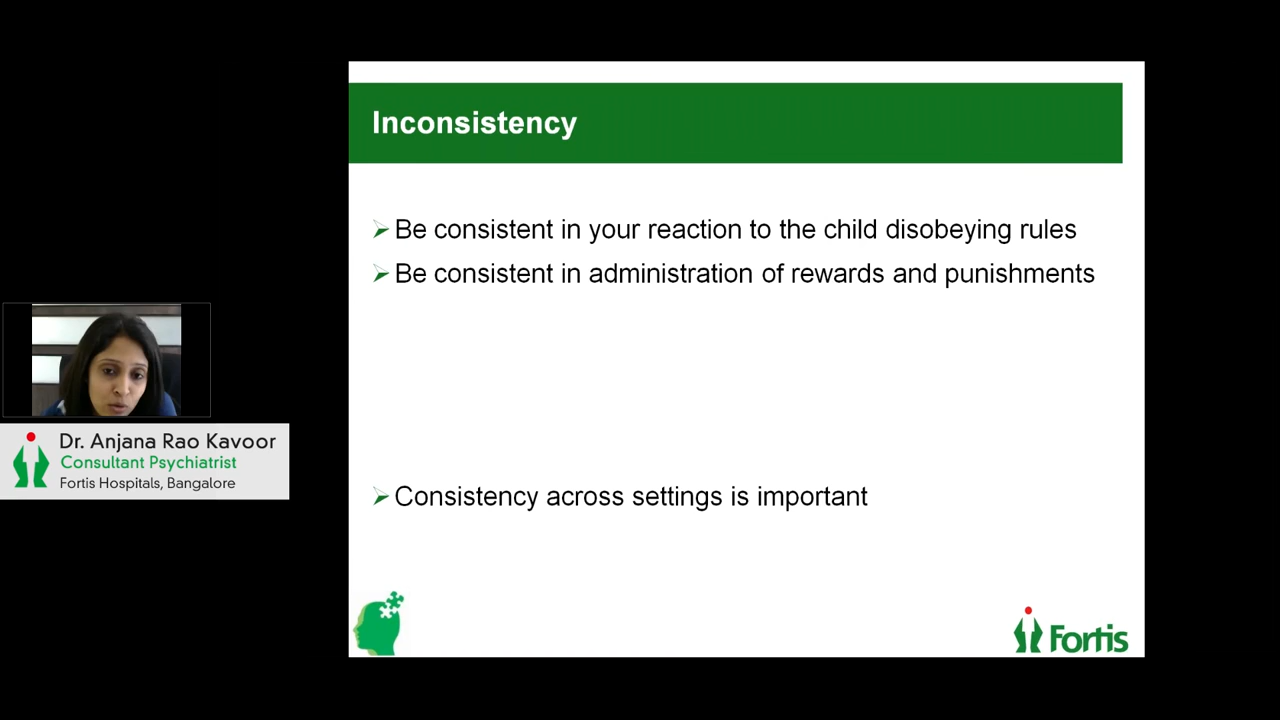 Inconsistency
Be consistent in your reaction to the child disobeying rules
Be consistent in administration of rewards and punishments
Consistency across settings is important
Dr. Anjana Rao Kavoor
Consultant Psychiatrist
Fortis Hospitals, Bangalore
Fortis